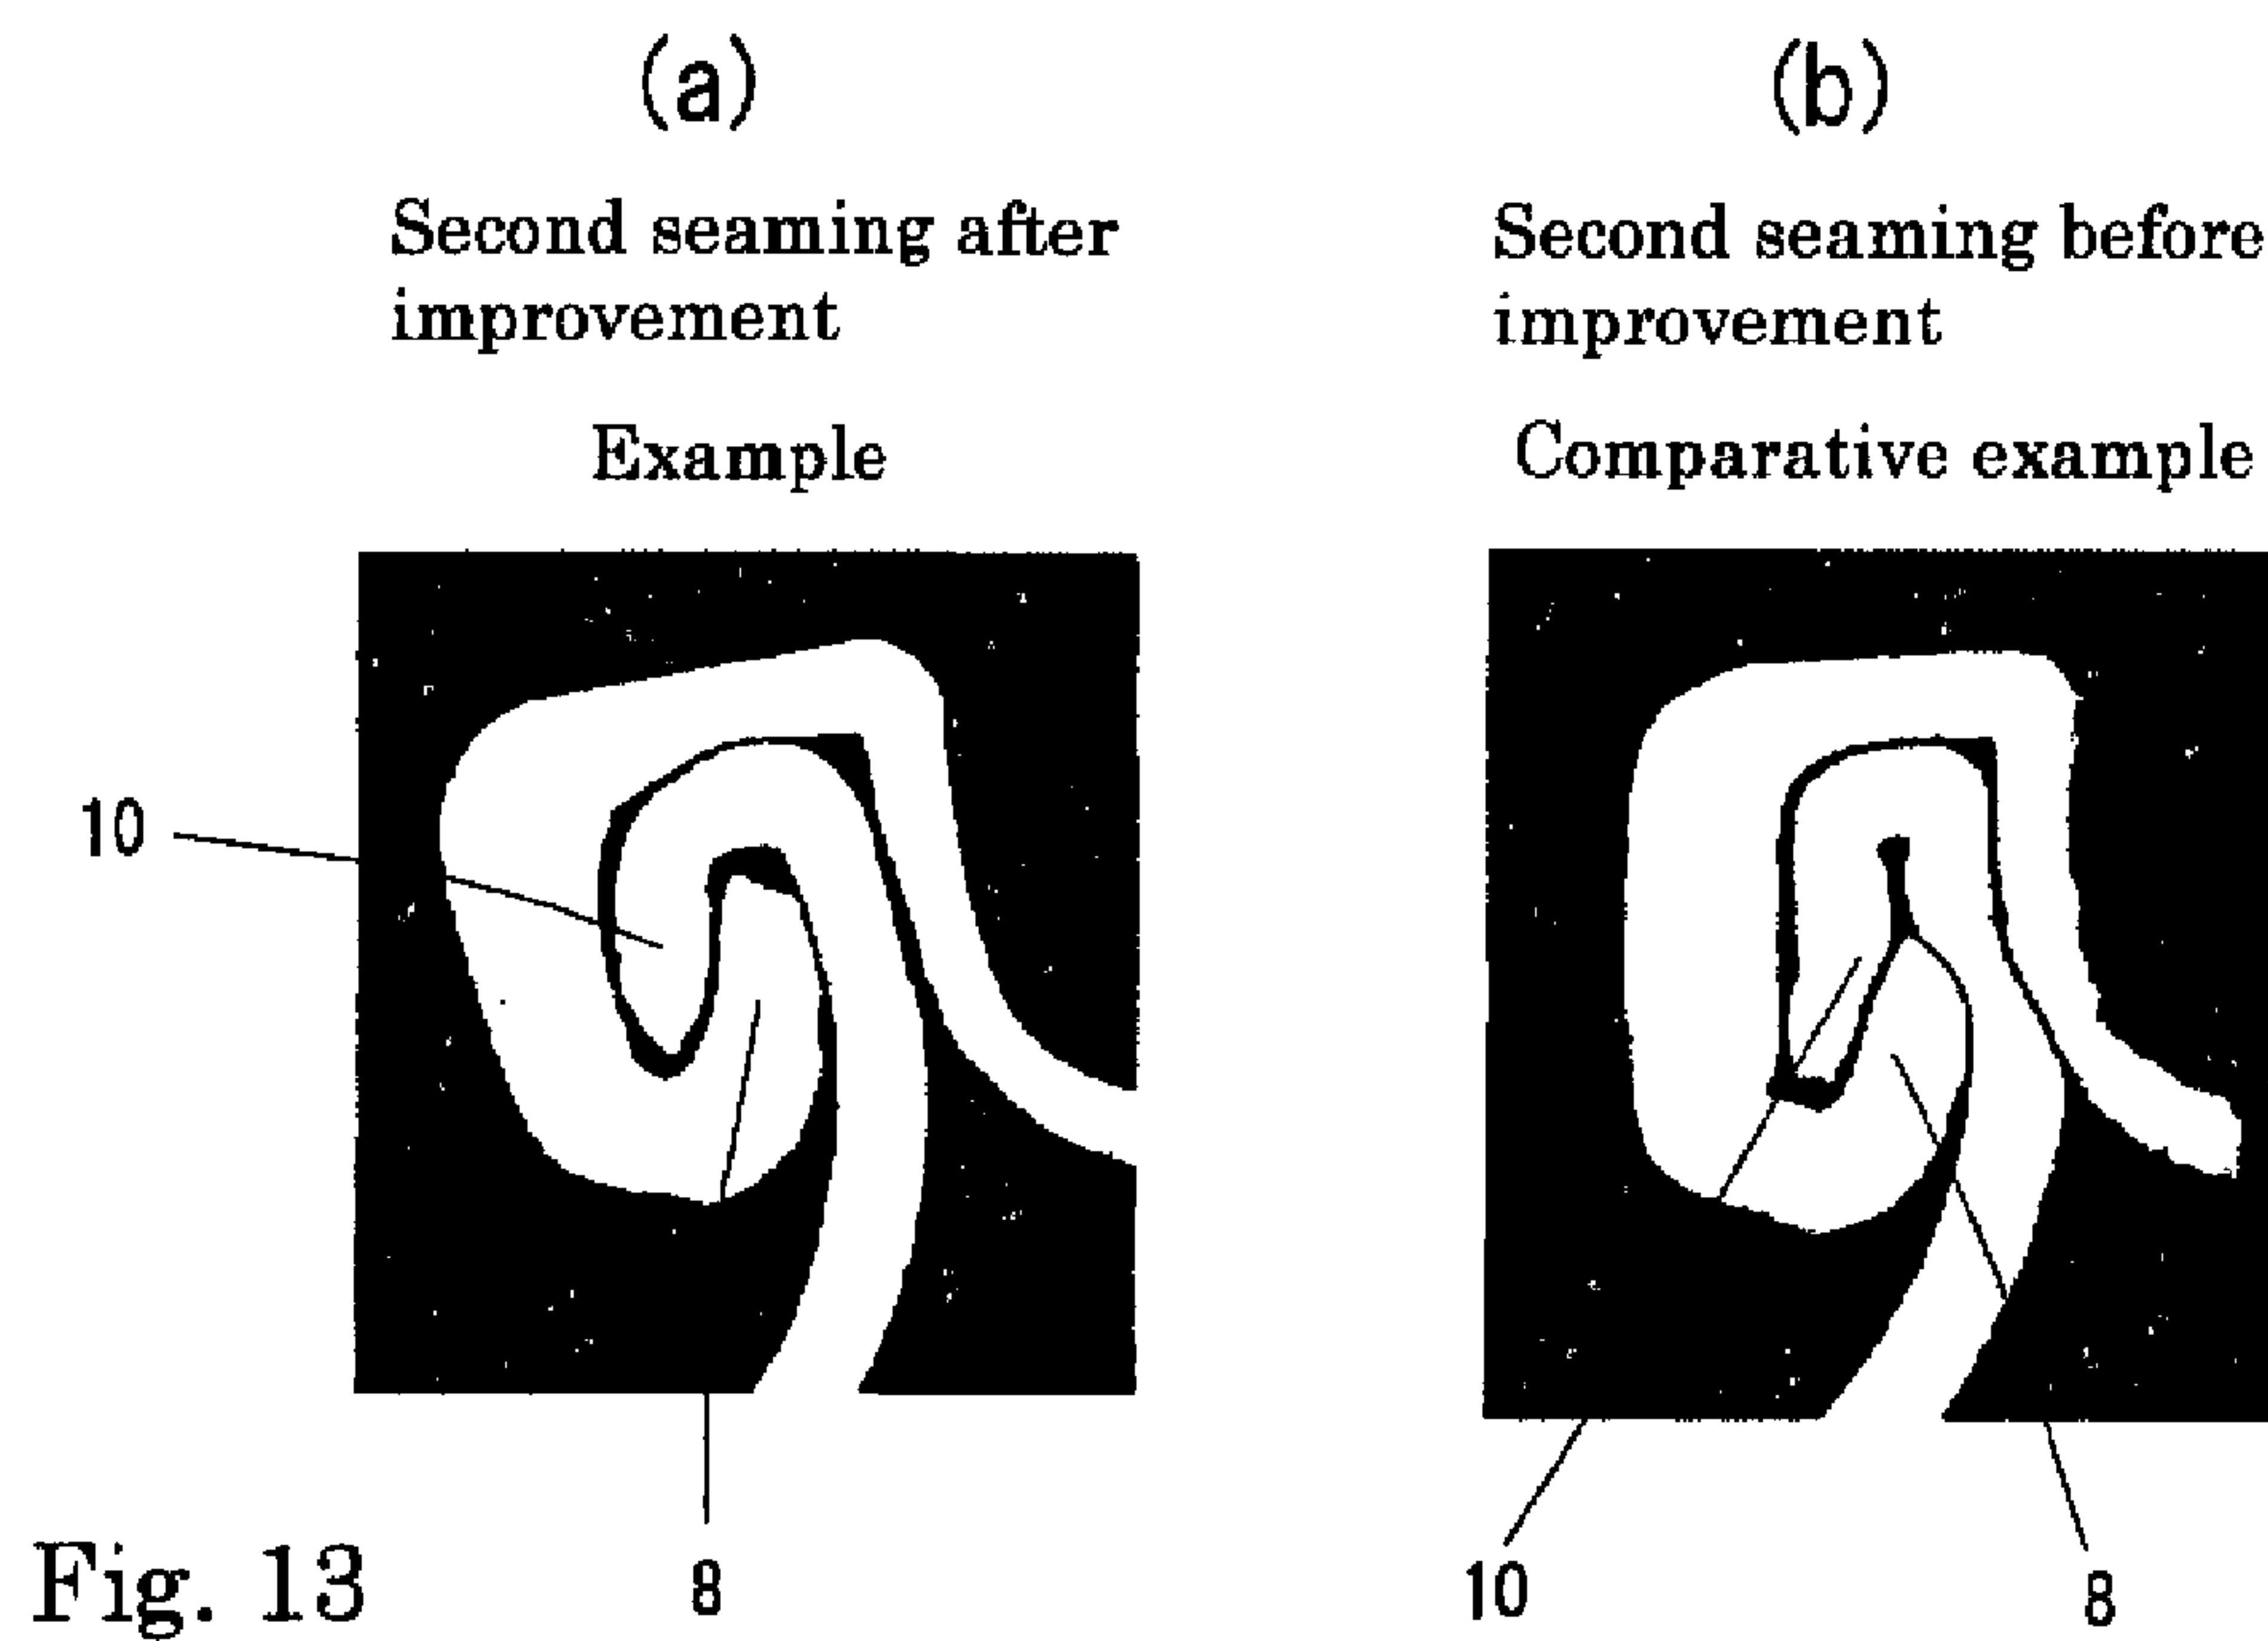 (a)
Second seaming after
improvement
Example
10
8
(b)
Second seaming before
improvement
Comparative example
10
8
Fig. 13